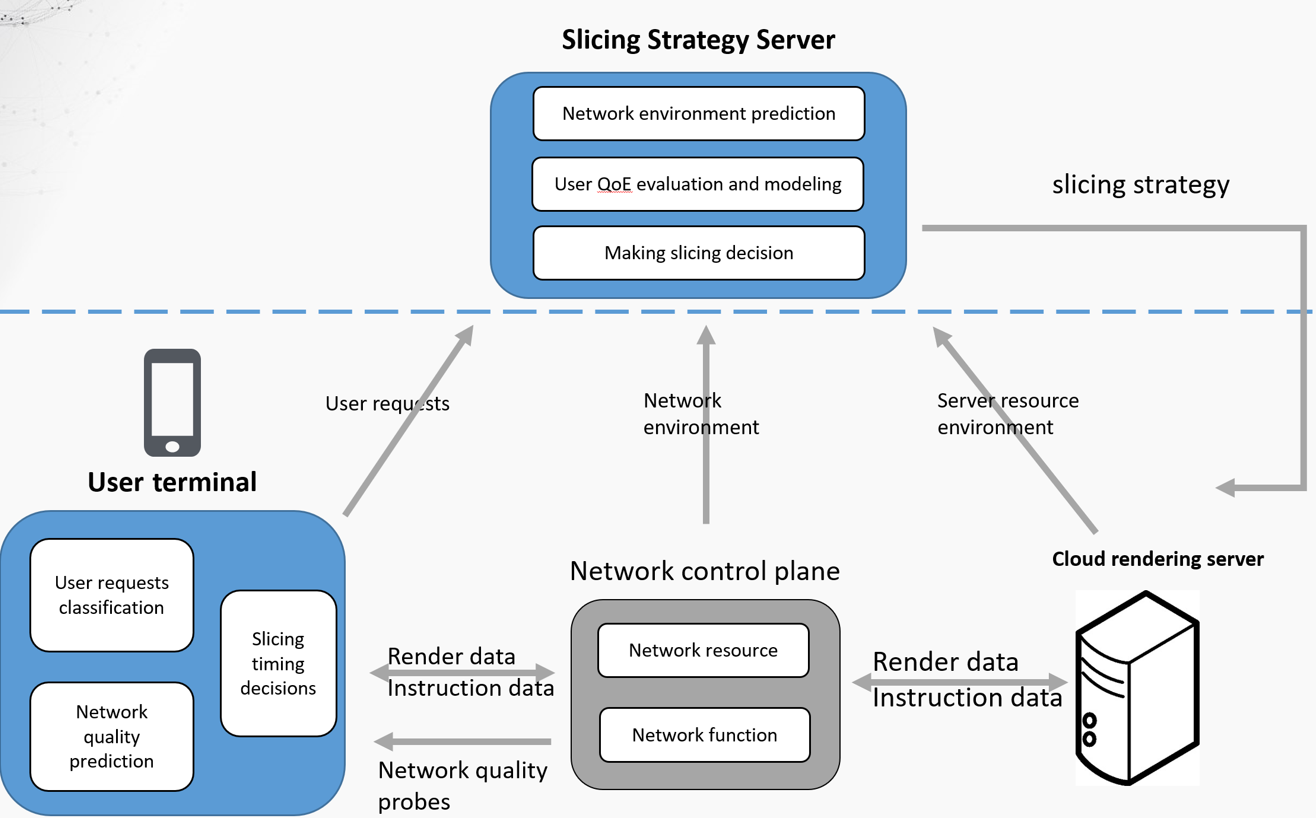 Slicing Strategy Server
Network environment prediction
User QoE evaluation and modeling
Making slicing decision
slicing strategy
User requests
Network
environment
Server resource
environment
User terminal
User requests
classification
Slicing
timing
decisions
Network
quality
prediction
Network control plane
Network resource
Network function
Render data
Instruction data
Network quality
probes
Cloud rendering server
Render data
Instruction data